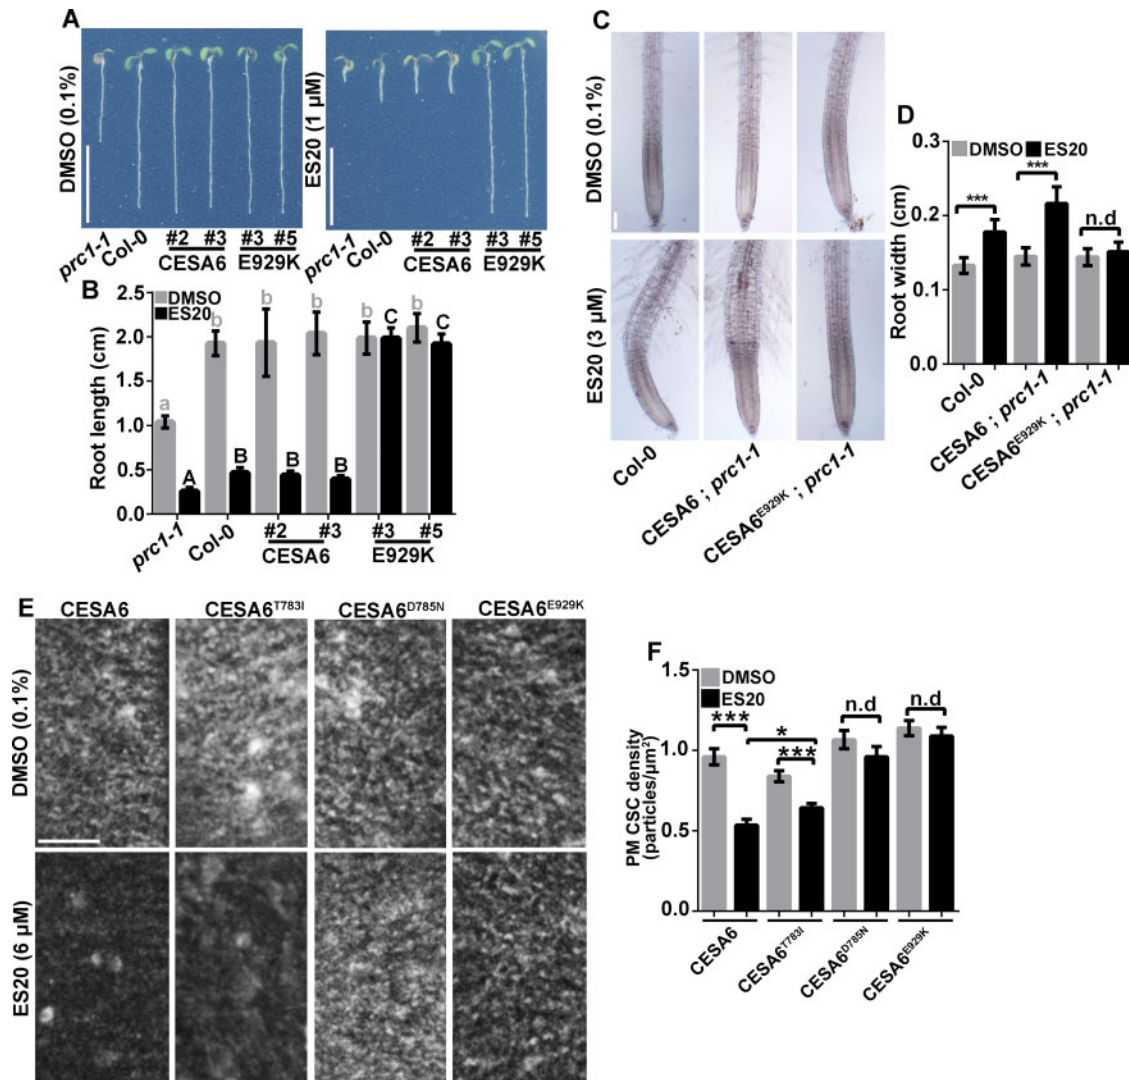 A
DMSO (0.1%)
ES20 (1 µM)
prc1-1
Col-0
#2 #3
CESA6
#3 #5
E929K
prc1-1
Col-0
#2 #3
CESA6
#3 #5
E929K
B
Root length (cm)
2.5
2.0
1.5
1.0
0.5
0.0
DMSO
ES20
a
A
b
B
b
B
b
B
b
C
b
C
prc1-1
Col-0
#2 #3
CESA6
#3 #5
E929K
C
DMSO (0.1%)
ES20 (3 µM)
Col-0
CESA6 ; prc1-1
CESA6E929K ; prc1-1
D
Root width (cm)
0.3
0.2
0.1
0.0
DMSO ES20
***
***
n.d
Col-0
CESA6 ; prc1-1
CESA6E929K ; prc1-1
E
CESA6 CESA6T783I CESA6D785N CESA6E929K
DMSO (0.1%)
ES20 (6 µM)
F
PM CSC density
(particles/µm²)
1.5
1.0
0.5
0.0
DMSO
ES20
***
*
***
n.d
n.d
CESA6
CESA6T783I
CESA6D785N
CESA6E929K